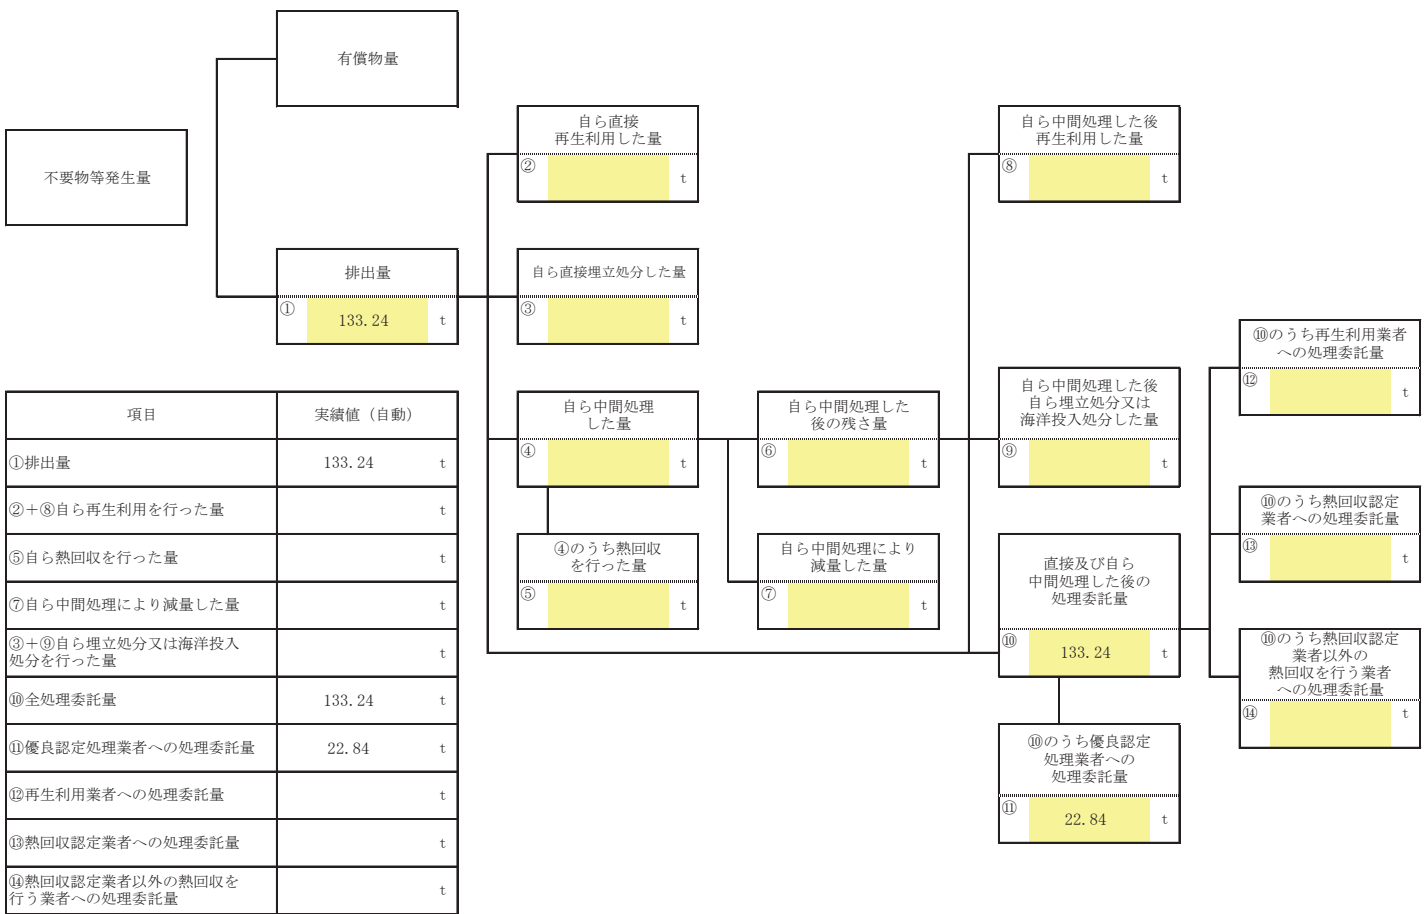 有償物量
不要物等発生量
排出量
①
133.24
t
自ら直接
再生利用した量
②
t
自ら直接埋立処分した量
③
t
自ら中間処理
した量
④
t
④のうち熱回収
を行った量
⑤
t
自ら中間処理した
後の残さ量
⑥
t
自ら中間処理により
減量した量
⑦
t
自ら中間処理した後
再生利用した量
⑧
t
自ら中間処理した後
自ら埋立処分又は
海洋投入処分した量
⑨
t
直接及び自ら
中間処理した後の
処理委託量
⑩
133.24
t
⑩のうち優良認定
処理業者への
処理委託量
⑪
22.84
t
⑩のうち再生利用業者
への処理委託量
⑫
t
⑩のうち熱回収認定
業者への処理委託量
⑬
t
⑩のうち熱回収認定
業者以外の
熱回収を行う業者
への処理委託量
⑭
t
項目 実績値（自動）
①排出量 133.24 t
②＋⑧自ら再生利用を行った量 t
⑤自ら熱回収を行った量 t
⑦自ら中間処理により減量した量 t
③＋⑨自ら埋立処分又は海洋投入
処分を行った量 t
⑩全処理委託量 133.24 t
⑪優良認定処理業者への処理委託量 22.84 t
⑫再生利用業者への処理委託量 t
⑬熱回収認定業者への処理委託量 t
⑭熱回収認定業者以外の熱回収を
行う業者への処理委託量 t